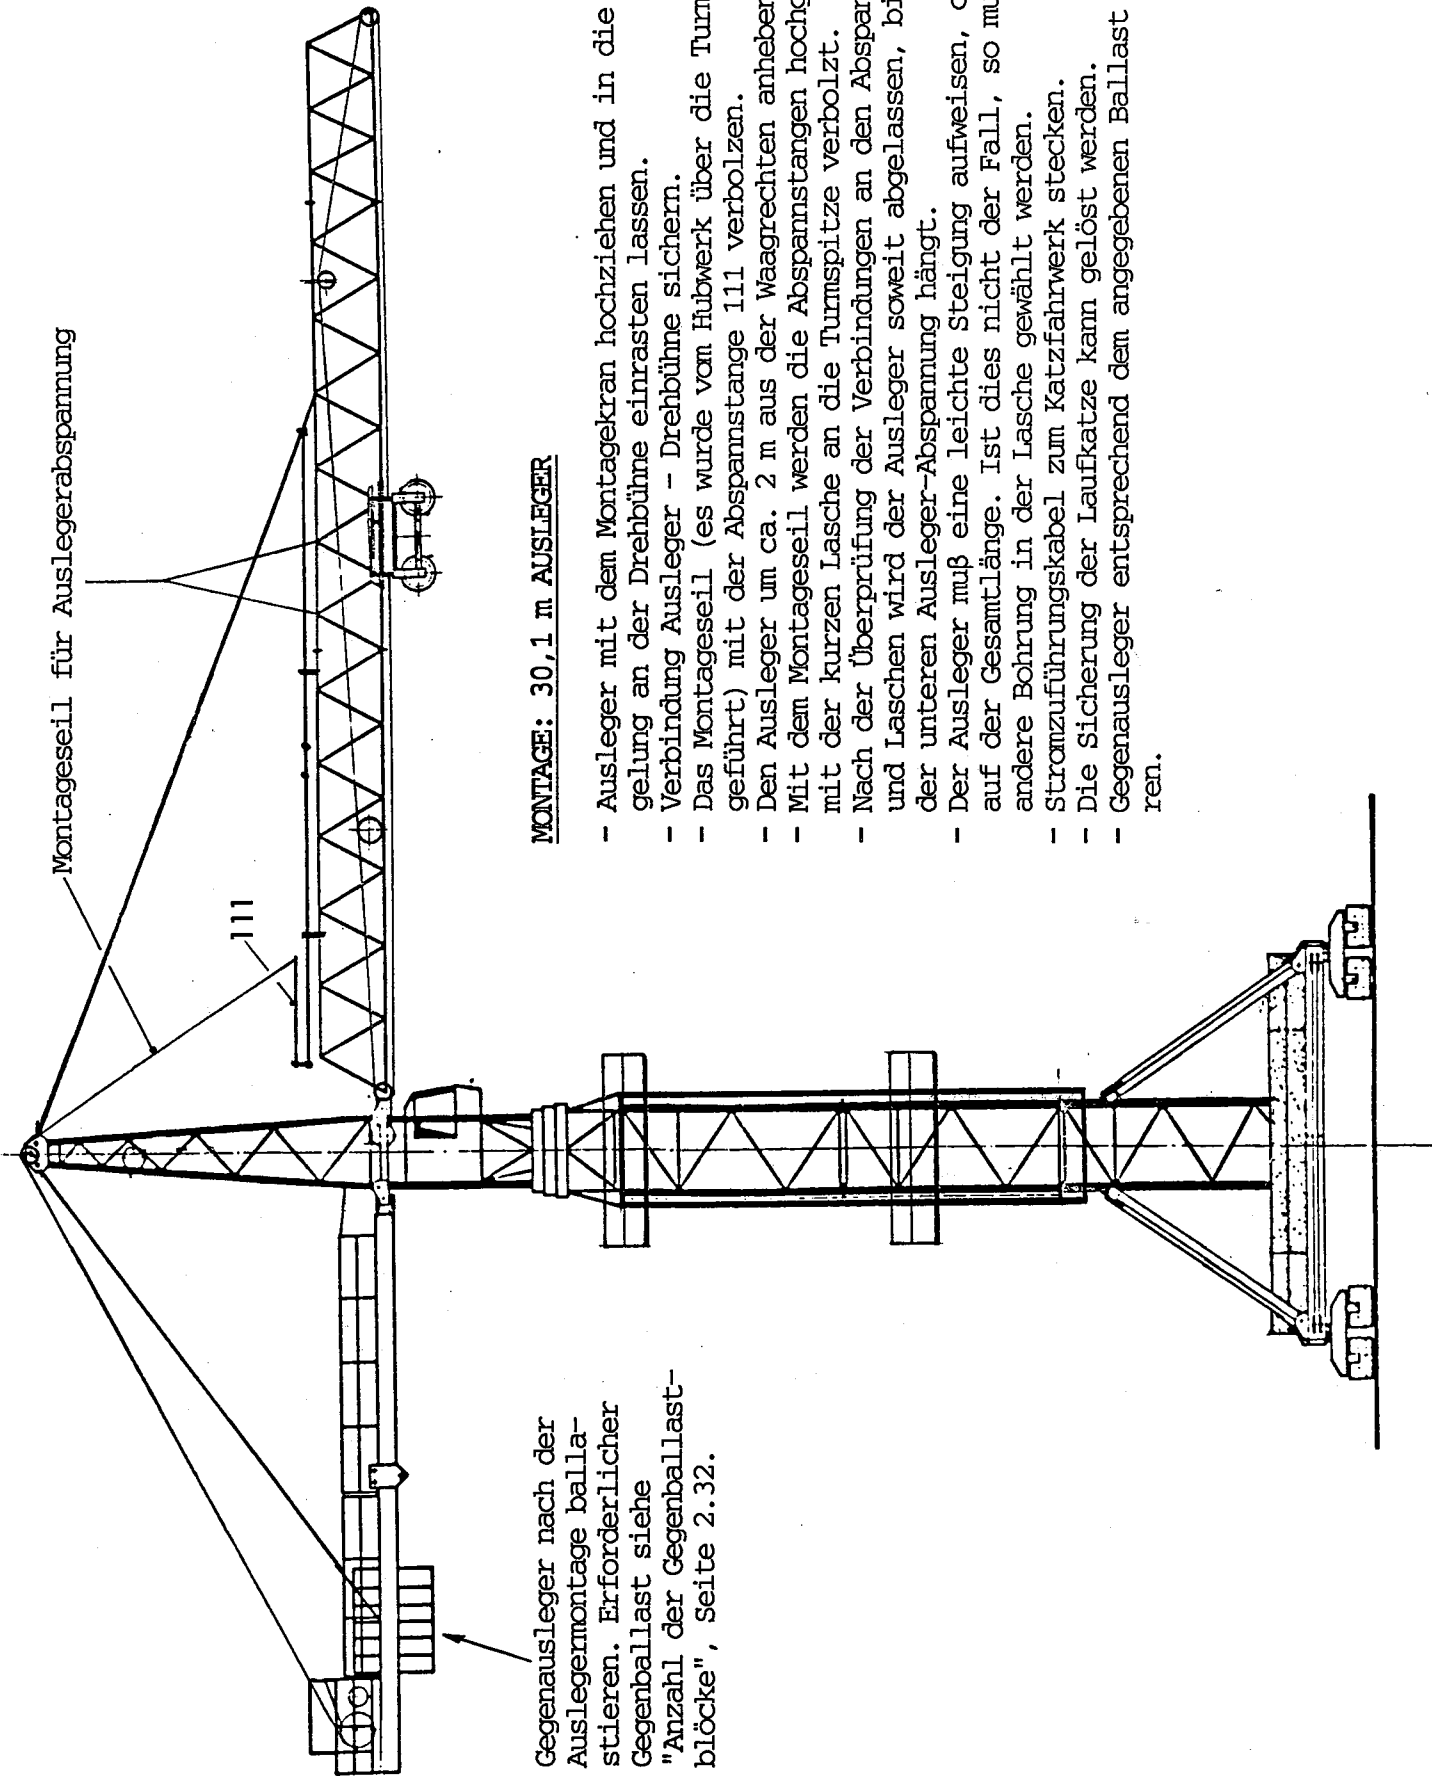 Montageseil für Auslegerabspannung
111
MONTAGE: 30,1 m AUSLEGER
- Ausleger mit dem Montagekran hochziehen und in die
gelung an der Drehbühne einrasten lassen.
- Verbindung Ausleger - Drehbühne sichern.
- Das Montageseil (es wurde vom Hubwerk über die
geführt) mit der Abspannstange 111 verbolzen.
- Den Ausleger um ca. 2 m aus der Waagrechten
- Mit dem Montageseil werden die Abspannstangen
mit der kurzen Lasche an die Turmspitze verbolzt.
- Nach der Überprüfung der Verbindungen an den
und Laschen wird der Ausleger soweit abgelassen,
der unteren Ausleger-Abspannung hängt.
- Der Ausleger muß eine leichte Steigung aufweisen,
auf der Gesamtlänge. Ist dies nicht der Fall, so
andere Bohrung in der Lasche gewählt werden.
- Stromzuführungskabel zum Katzfahrwerk stecken.
- Die Sicherung der Laufkatze kann gelöst werden.
- Gegenausleger entsprechend dem angegebenen Ballast
ren.
Gegenausleger nach der
Auslegermontage balla-
stieren. Erforderlicher
Gegenballast siehe
"Anzahl der Gegenballast-
blöcke", Seite 2.32.